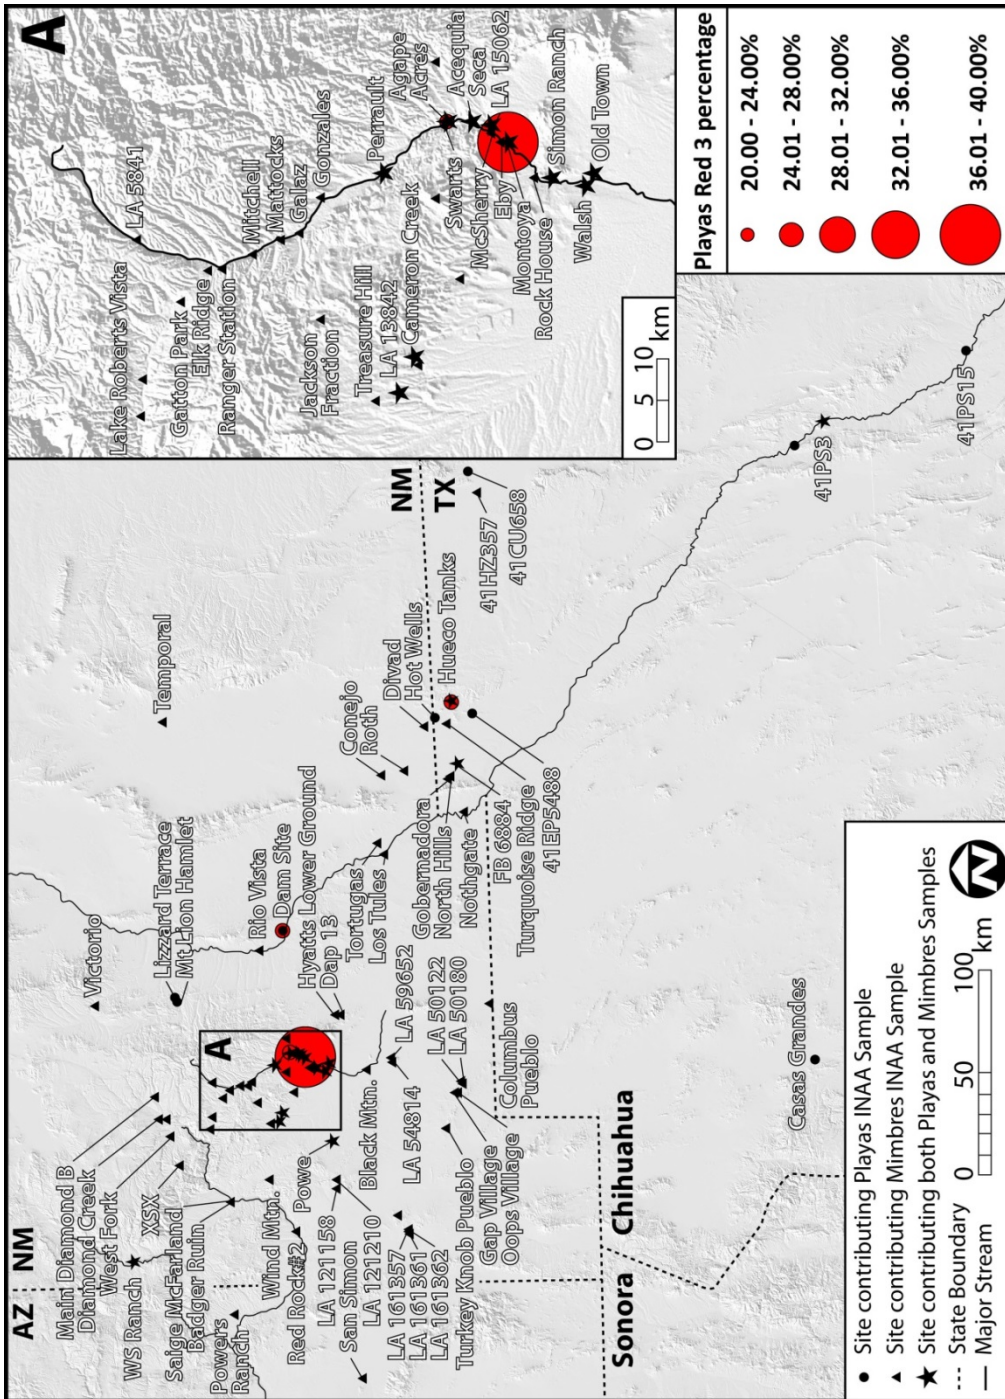 A
Lake Roberts Vista
LA 5841
Gatton Park
Elk Ridge
Ranger Station
Mitchell
Mattocks
Galaz
Gonzales
Jackson
Fraction
Treasure Hill
LA 13842
Cameron Creek
Perrault
Agape
Acres
Acequia
Seca
LA 15062
Swarts
McSherry
Eby
Montoya
Rock House
Simon Ranch
Walsh
Old Town
0 5 10
km
Playas Red 3 percentage
20.00 - 24.00%
24.01 - 28.00%
28.01 - 32.00%
32.01 - 36.00%
36.01 - 40.00%
AZ
NM
Main Diamond B
Diamond Creek
West Fork
XSX
WS Ranch
Saige McFarland
Badger Ruin
Powers
Ranch
Wind Mtn.
Red Rock#2
Powe
LA 121158
San Simon
LA 121210
Black Mtn.
LA 54814
LA 59652
LA 161357
LA 161361
LA 161362
Turkey Knob Pueblo
Gap Village
Oops Village
LA 50122
LA 50180
Columbus
Pueblo
Victorio
Lizzard Terrace
Mt Lion Hamlet
A
Rio Vista
Dam Site
Hyatts Lower Ground
Dap 13
Tortugas
Los Tules
Temporal
Conejo
Roth
Divad
Hot Wells
Hueco Tanks
Gobernadora
North Hills
Nothgate
FB 6884
Turquoise Ridge
41EP5488
NM
TX
41HZ357
41CU658
41PS3
41PS15
Sonora
Chihuahua
Casas Grandes
Site contributing Playas INAA Sample
Site contributing Mimbres INAA Sample
Site contributing both Playas and Mimbres Samples
State Boundary
Major Stream
0 50 100
km
N